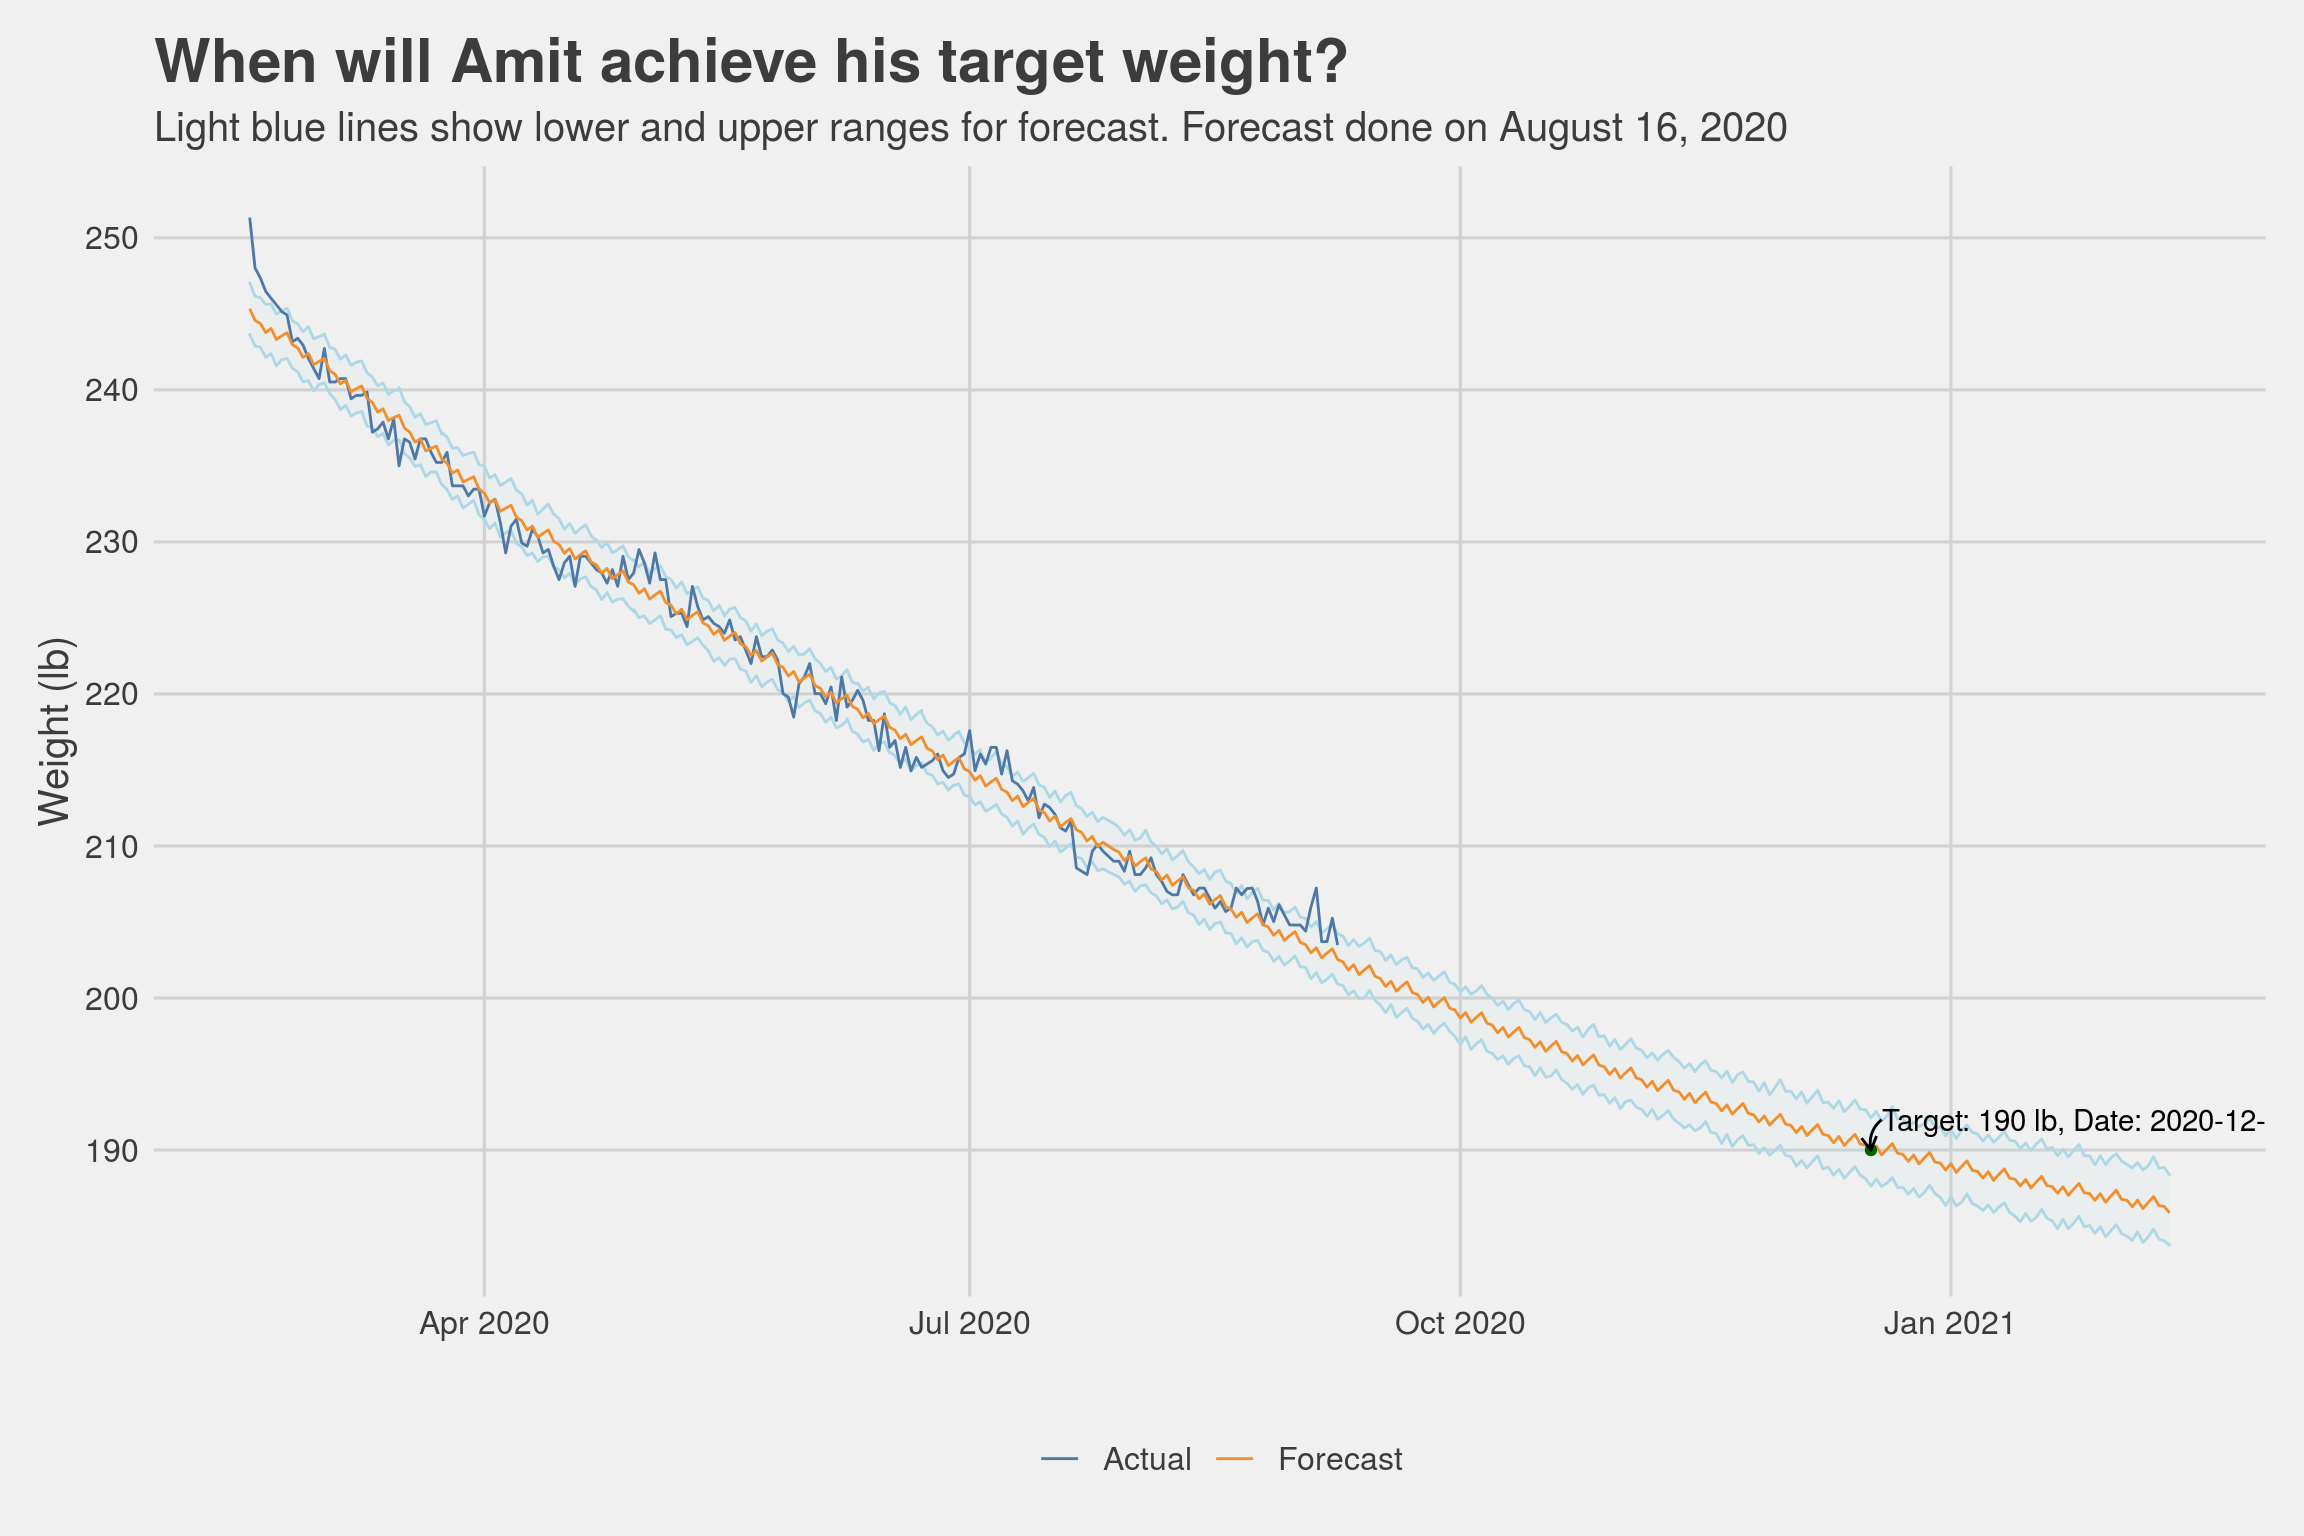 When will Amit achieve his target weight?
Light blue lines show lower and upper ranges for forecast. Forecast done on August 16, 2020
Weight (lb)
250
240
230
220
210
200
190
Target: 190 lb, Date: 2020-12-
Apr 2020
Jul 2020
Oct 2020
Jan 2021
Actual
Forecast